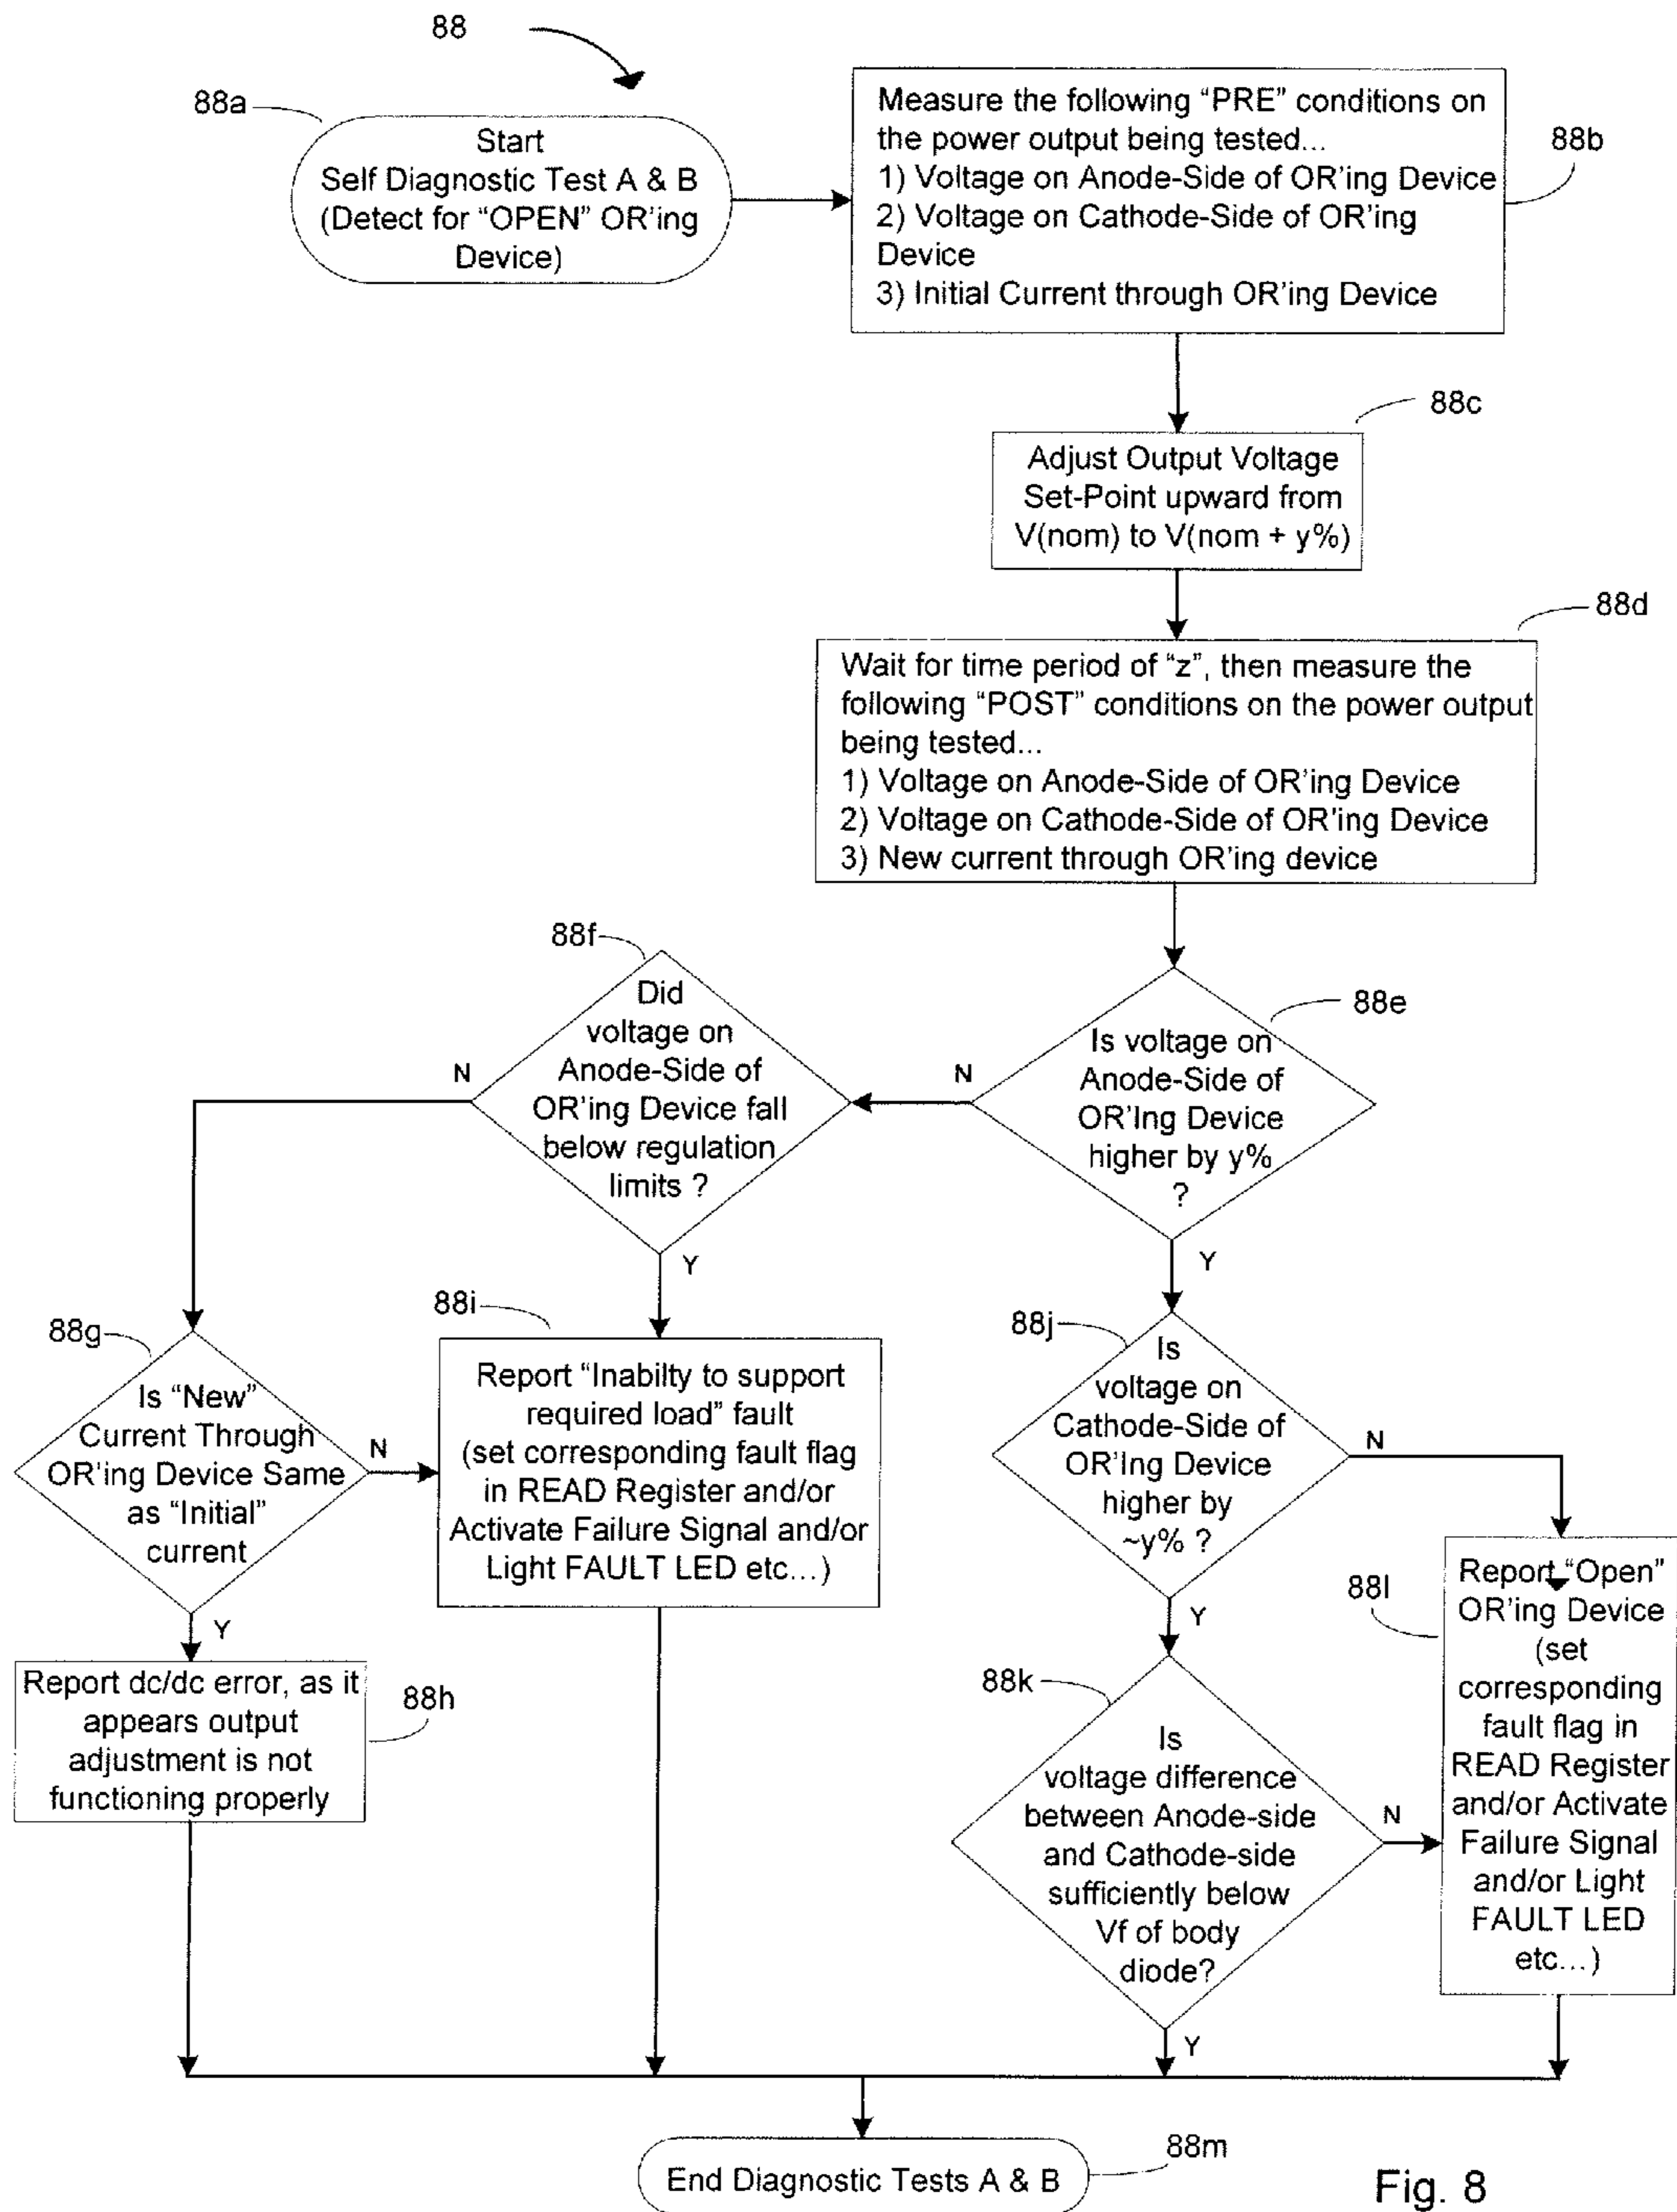 88
88a
Start
Self Diagnostic Test A & B
(Detect for “OPEN” OR'ing
Device)
Measure the following “PRE” conditions on
the power output being tested...
1) Voltage on Anode-Side of OR'ing Device
2) Voltage on Cathode-Side of OR'ing
Device
3) Initial Current through OR'ing Device
88b
88c
Adjust Output Voltage
Set-Point upward from
V(nom) to V(nom + y%)
88d
Wait for time period of “z”, then measure the
following “POST” conditions on the power output
being tested...
1) Voltage on Anode-Side of OR'ing Device
2) Voltage on Cathode-Side of OR'ing Device
3) New current through OR'ing device
88e
Is voltage on
Anode-Side of
OR'Ing Device
higher by y%
?
N
Y
88f
Did
voltage on
Anode-Side of
OR'ing Device fall
below regulation
limits ?
N
Y
88g
Is “New”
Current Through
OR'ing Device Same
as “Initial”
current
N
Y
88h
Report dc/dc error, as it
appears output
adjustment is not
functioning properly
88i
Report “Inabilty to support
required load” fault
(set corresponding fault flag
in READ Register and/or
Activate Failure Signal and/or
Light FAULT LED etc...)
88j
Is
voltage on
Cathode-Side of
OR'Ing Device
higher by
~y% ?
N
Y
88k
Is
voltage difference
between Anode-side
and Cathode-side
sufficiently below
Vf of body
diode?
N
Y
88l
Report “Open”
OR'ing Device
(set
corresponding
fault flag in
READ Register
and/or Activate
Failure Signal
and/or Light
FAULT LED
etc...)
End Diagnostic Tests A & B
88m
Fig. 8